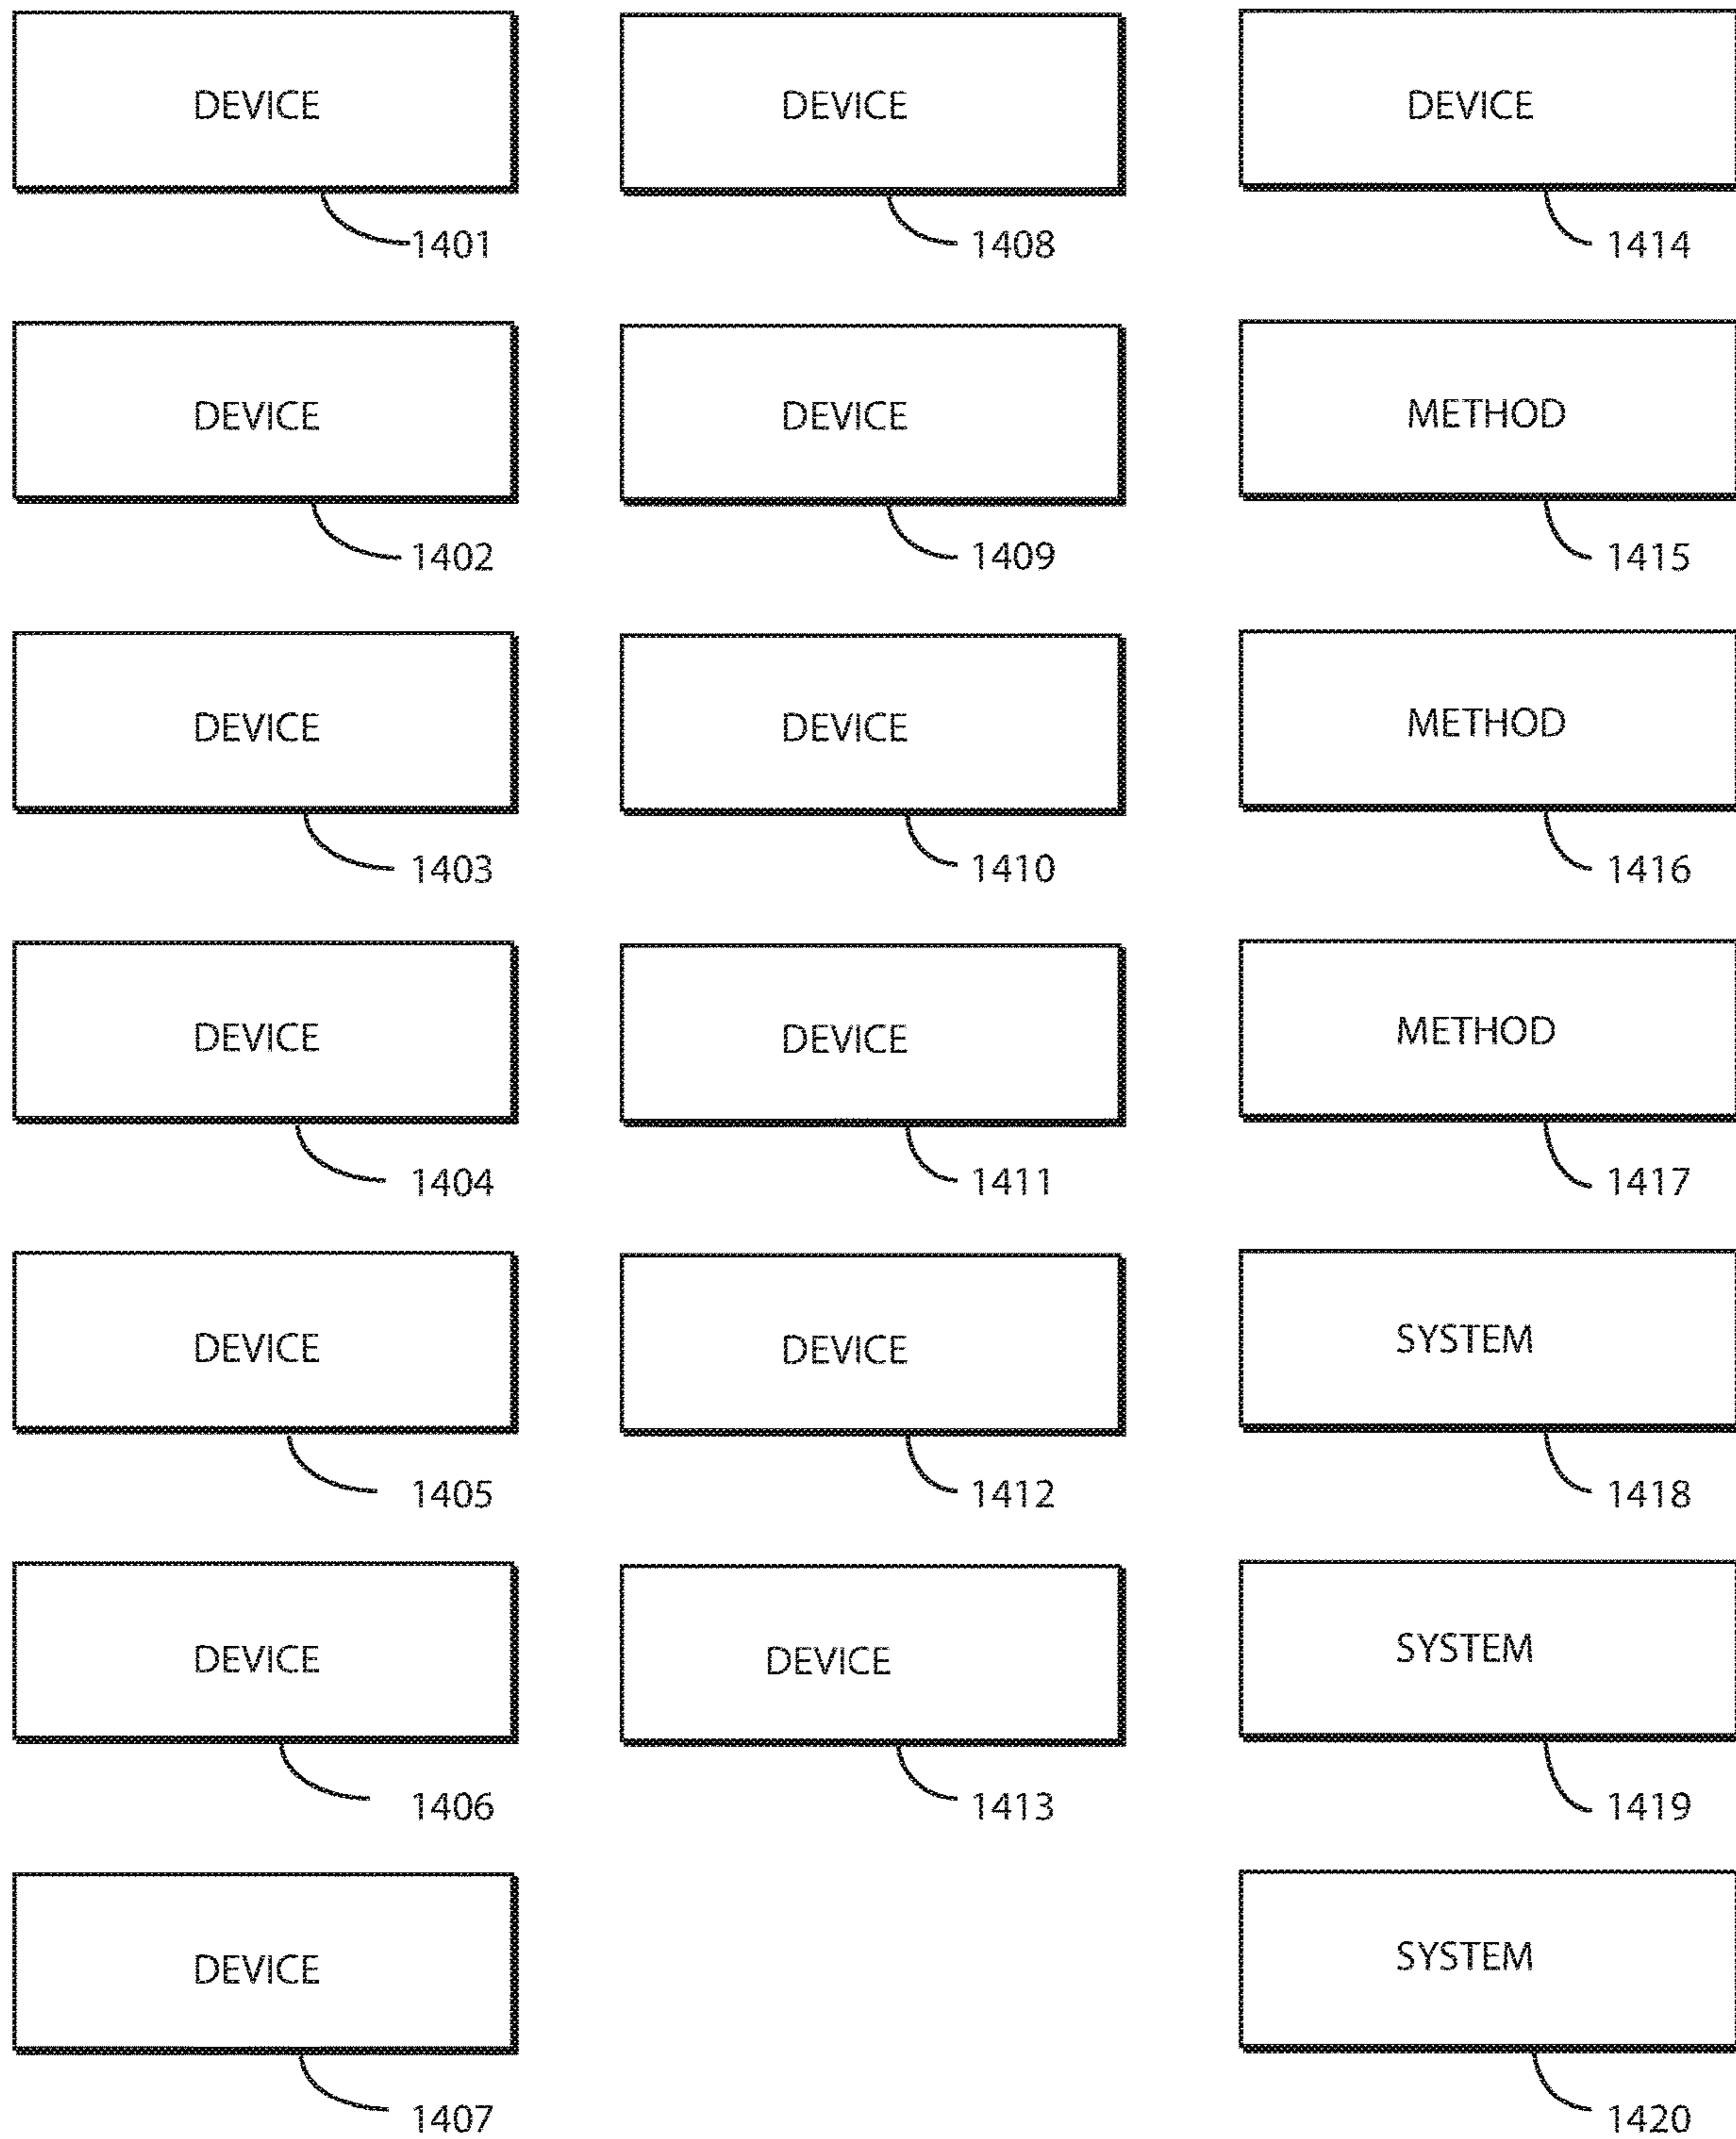 DEVICE
1401
DEVICE
1402
DEVICE
1403
DEVICE
1404
DEVICE
1405
DEVICE
1406
DEVICE
1407
DEVICE
1408
DEVICE
1409
DEVICE
1410
DEVICE
1411
DEVICE
1412
DEVICE
1413
DEVICE
1414
METHOD
1415
METHOD
1416
METHOD
1417
SYSTEM
1418
SYSTEM
1419
SYSTEM
1420